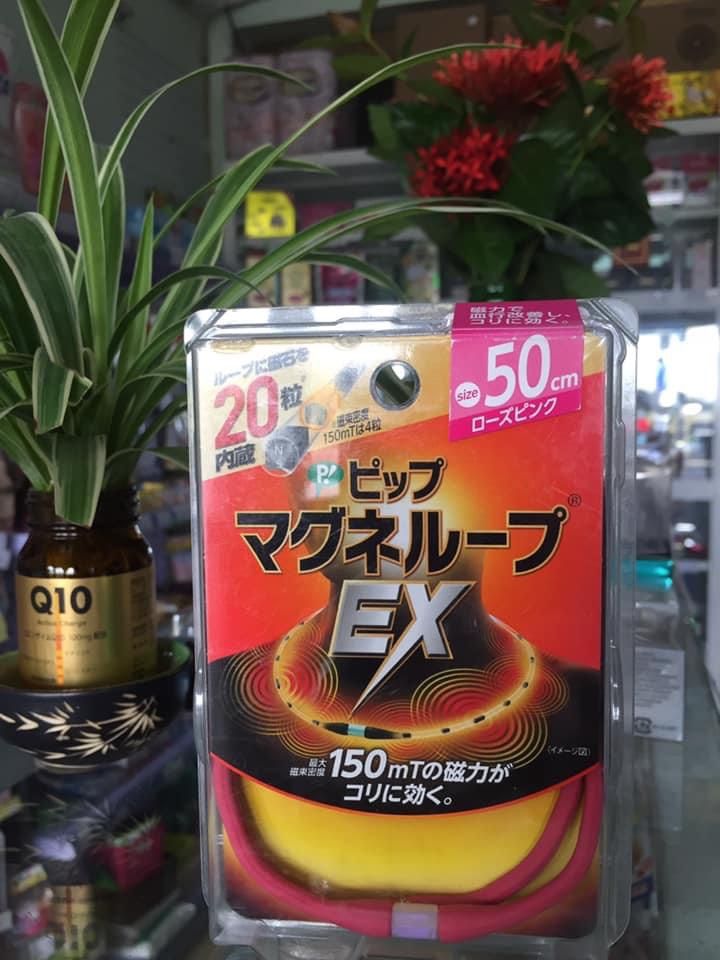 磁力で
血行改善し、
コリに効く。
size 50cm
ローズピンク
ループに磁石を
20粒
内蔵
N
磁束密度
150mTは4粒
P! ピップ
マグネループ®
EX
(イメージ図)
最大
磁束密度
150mTの磁力が
コリに効く。
Q10